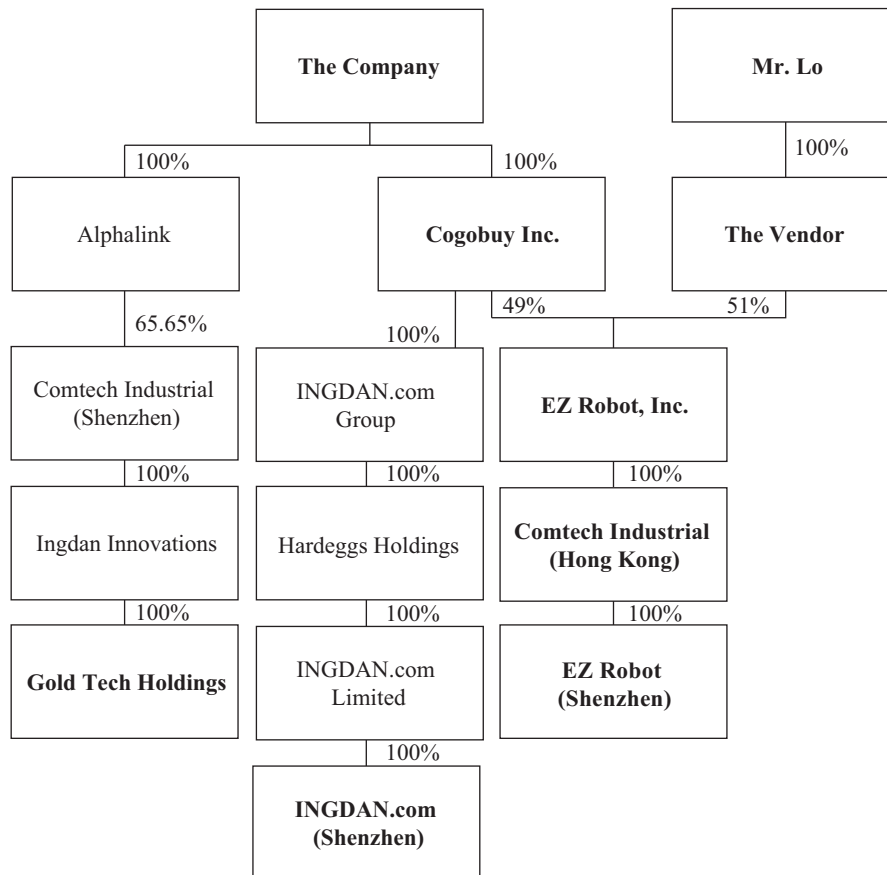 The Company
Mr. Lo
100%
100%
100%
Alphalink
Cogobuy Inc.
The Vendor
65.65%
100%
49%
51%
Comtech Industrial
(Shenzhen)
INGDAN.com
Group
EZ Robot, Inc.
100%
100%
100%
Ingdan Innovations
Hardeggs Holdings
Comtech Industrial
(Hong Kong)
100%
100%
100%
Gold Tech Holdings
INGDAN.com
Limited
EZ Robot
(Shenzhen)
100%
INGDAN.com
(Shenzhen)